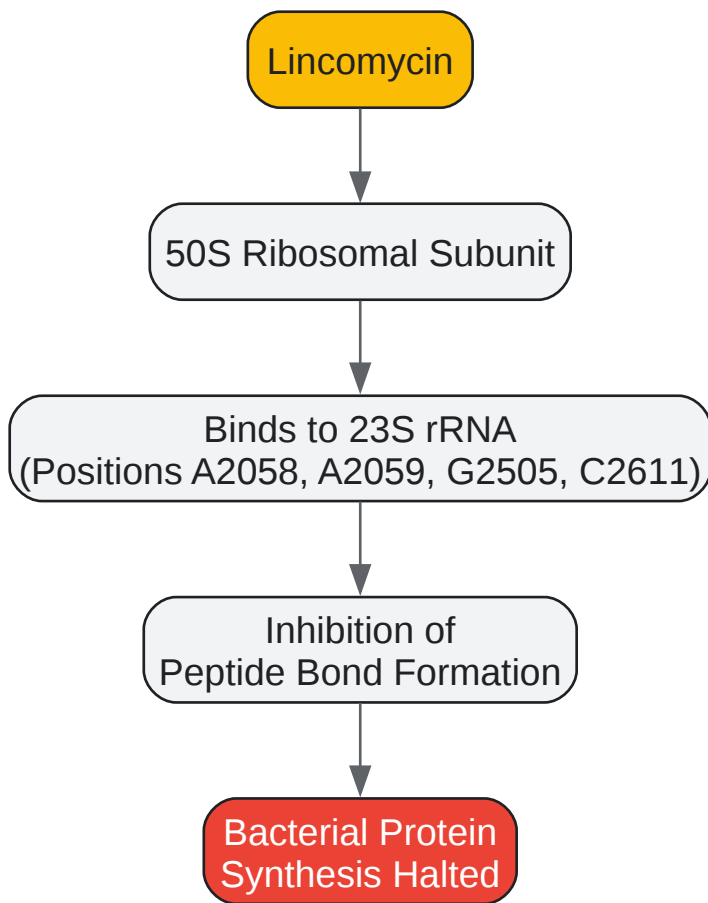 Lincomycin
50S Ribosomal Subunit
Binds to 23S rRNA
(Positions A2058, A2059, G2505, C2611)
Inhibition of
Peptide Bond Formation
Bacterial Protein
Synthesis Halted